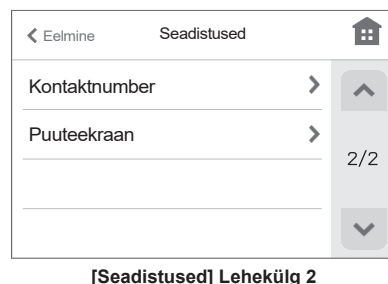 Eelmine
Seadistused
Kontaktnumber
Puuteekraan
2/2
[Seadistused] Lehekülg 2